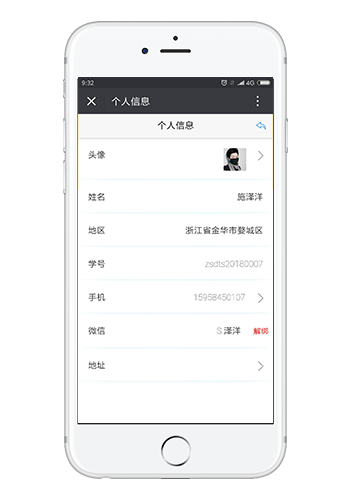 9:32
4G
个人信息
个人信息
头像
姓名 施泽洋
地区 浙江省金华市婺城区
学号 zsdts20180007
手机 15958450107
微信 S.泽洋 解绑
地址